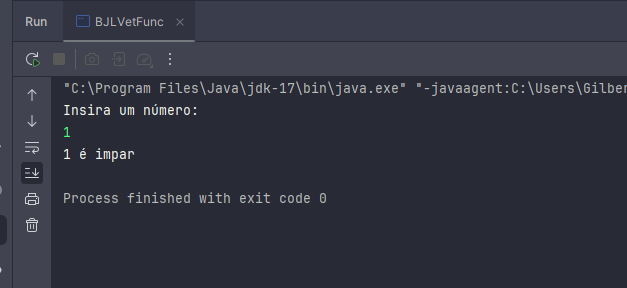 Run BJLVetFunc
"C:\Program Files\Java\jdk-17\bin\java.exe" "-javaagent:C:\Users\Gilber
Insira um número:
1
1 é impar
Process finished with exit code 0